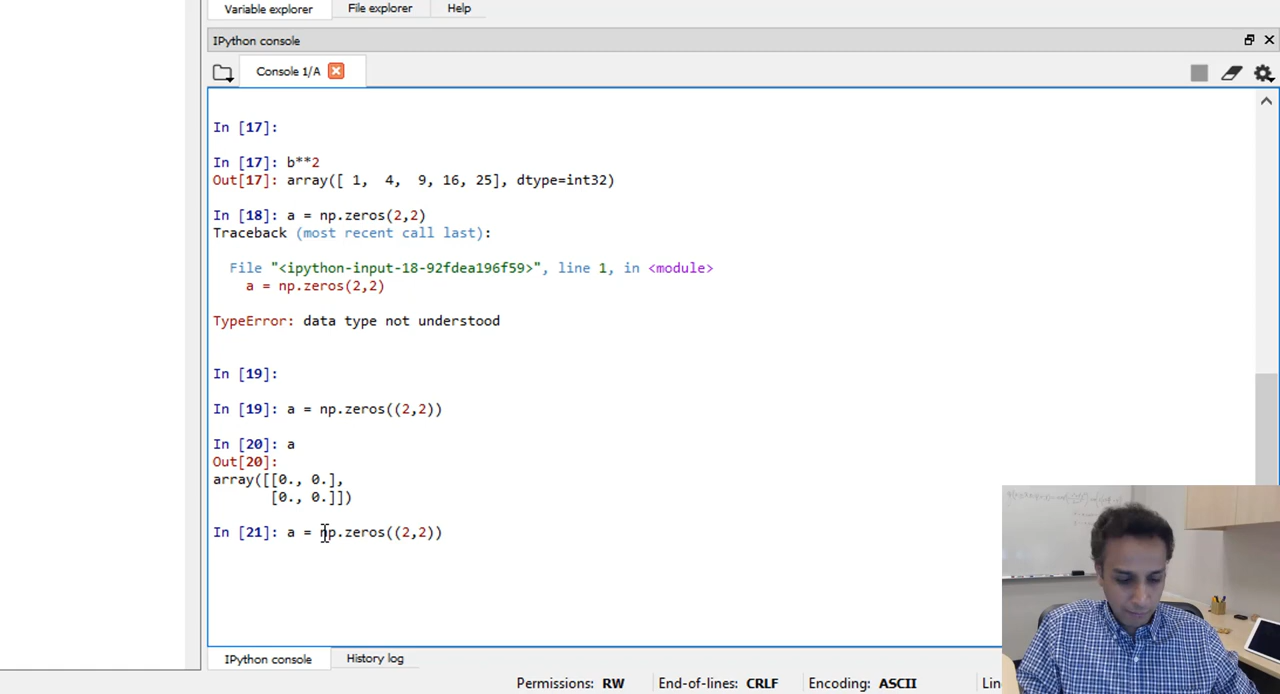 Variable explorer File explorer Help
IPython console
Console 1/A
In [17]:
In [17]: b**2
Out[17]: array([ 1,  4,  9, 16, 25], dtype=int32)
In [18]: a = np.zeros(2,2)
Traceback (most recent call last):
File "<ipython-input-18-92fdea196f59>", line 1, in <module>
a = np.zeros(2,2)
TypeError: data type not understood
In [19]:
In [19]: a = np.zeros((2,2))
In [20]: a
Out[20]:
array([[0., 0.],
[0., 0.]])
In [21]: a = np.zeros((2,2))
IPython console History log
Permissions: RW End-of-lines: CRLF Encoding: ASCII Lin